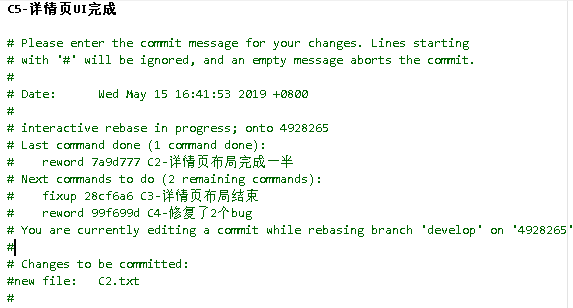 C5-详情页UI完成
# Please enter the commit message for your changes. Lines starting
# with '#' will be ignored, and an empty message aborts the commit.
#
# Date:      Wed May 15 16:41:53 2019 +0800
#
# interactive rebase in progress; onto 4928265
# Last command done (1 command done):
#    reword 7a9d777 C2-详情页布局完成一半
# Next commands to do (2 remaining commands):
#    fixup 28cf6a6 C3-详情页布局结束
#    reword 99f699d C4-修复了2个bug
# You are currently editing a commit while rebasing branch 'develop' on '4928265'
#
# Changes to be committed:
#new file:   C2.txt
#